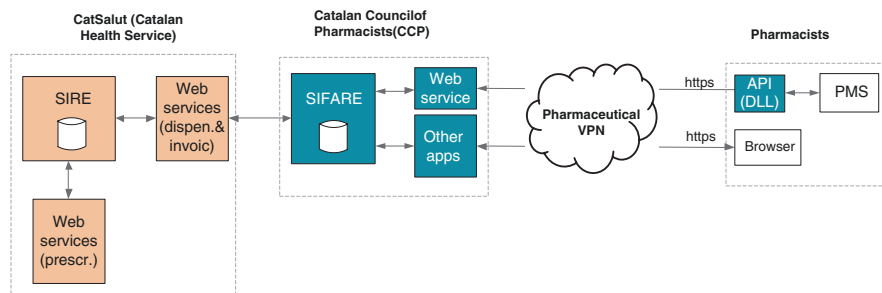 CatSalut (Catalan
Health Service)
Catalan Councilof
Pharmacists(CCP)
Pharmacists
SIRE
Web
services
(dispen.&
invoic)
Web
services
(prescr.)
SIFARE
Web
service
Other
apps
Pharmaceutical
VPN
https
https
API
(DLL)
PMS
Browser